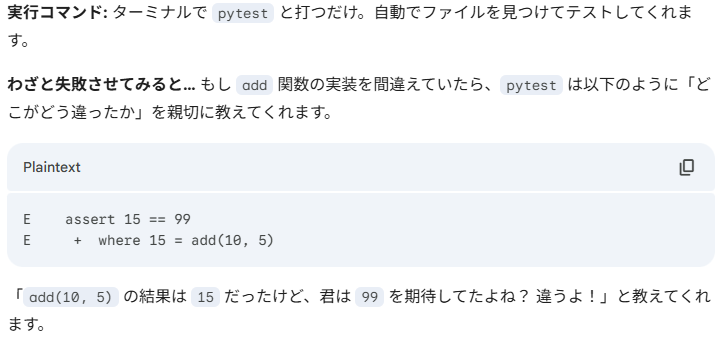 実行コマンド: ターミナルで pytest と打つだけ。自動でファイルを見つけてテストしてくれま
す。
わざと失敗させてみると... もし add 関数の実装を間違えていたら、pytest は以下のように「ど
こがどう違ったか」を親切に教えてくれます。
Plaintext
E    assert 15 == 99
E     +  where 15 = add(10, 5)
「add(10, 5) の結果は 15 だったけど、君は 99 を期待してたよね？ 違うよ！」と教えてくれ
ます。